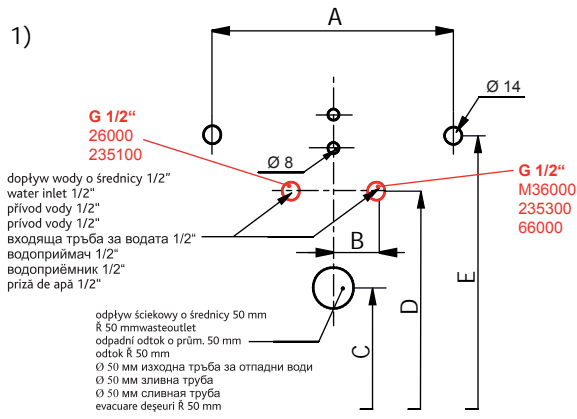 1)
A
Ø 14
G 1/2“
26000
235100
Ø 8
G 1/2“
M36000
235300
66000
dopływ wody o średnicy 1/2”
water inlet 1/2"
přívod vody 1/2"
prívod vody 1/2"
входяща тръба за водата 1/2“
водоприймач 1/2“
водоприёмник 1/2“
priză de apă 1/2"
B
C
D
E
odpływ ściekowy o średnicy 50 mm
Ř 50 mmwasteoutlet
odpadní odtok o prům. 50 mm
odtok Ř 50 mm
Ø 50 мм изходна тръба за отпадни води
Ø 50 мм зливна труба
Ø 50 мм сливная труба
evacuare deşeuri Ř 50 mm